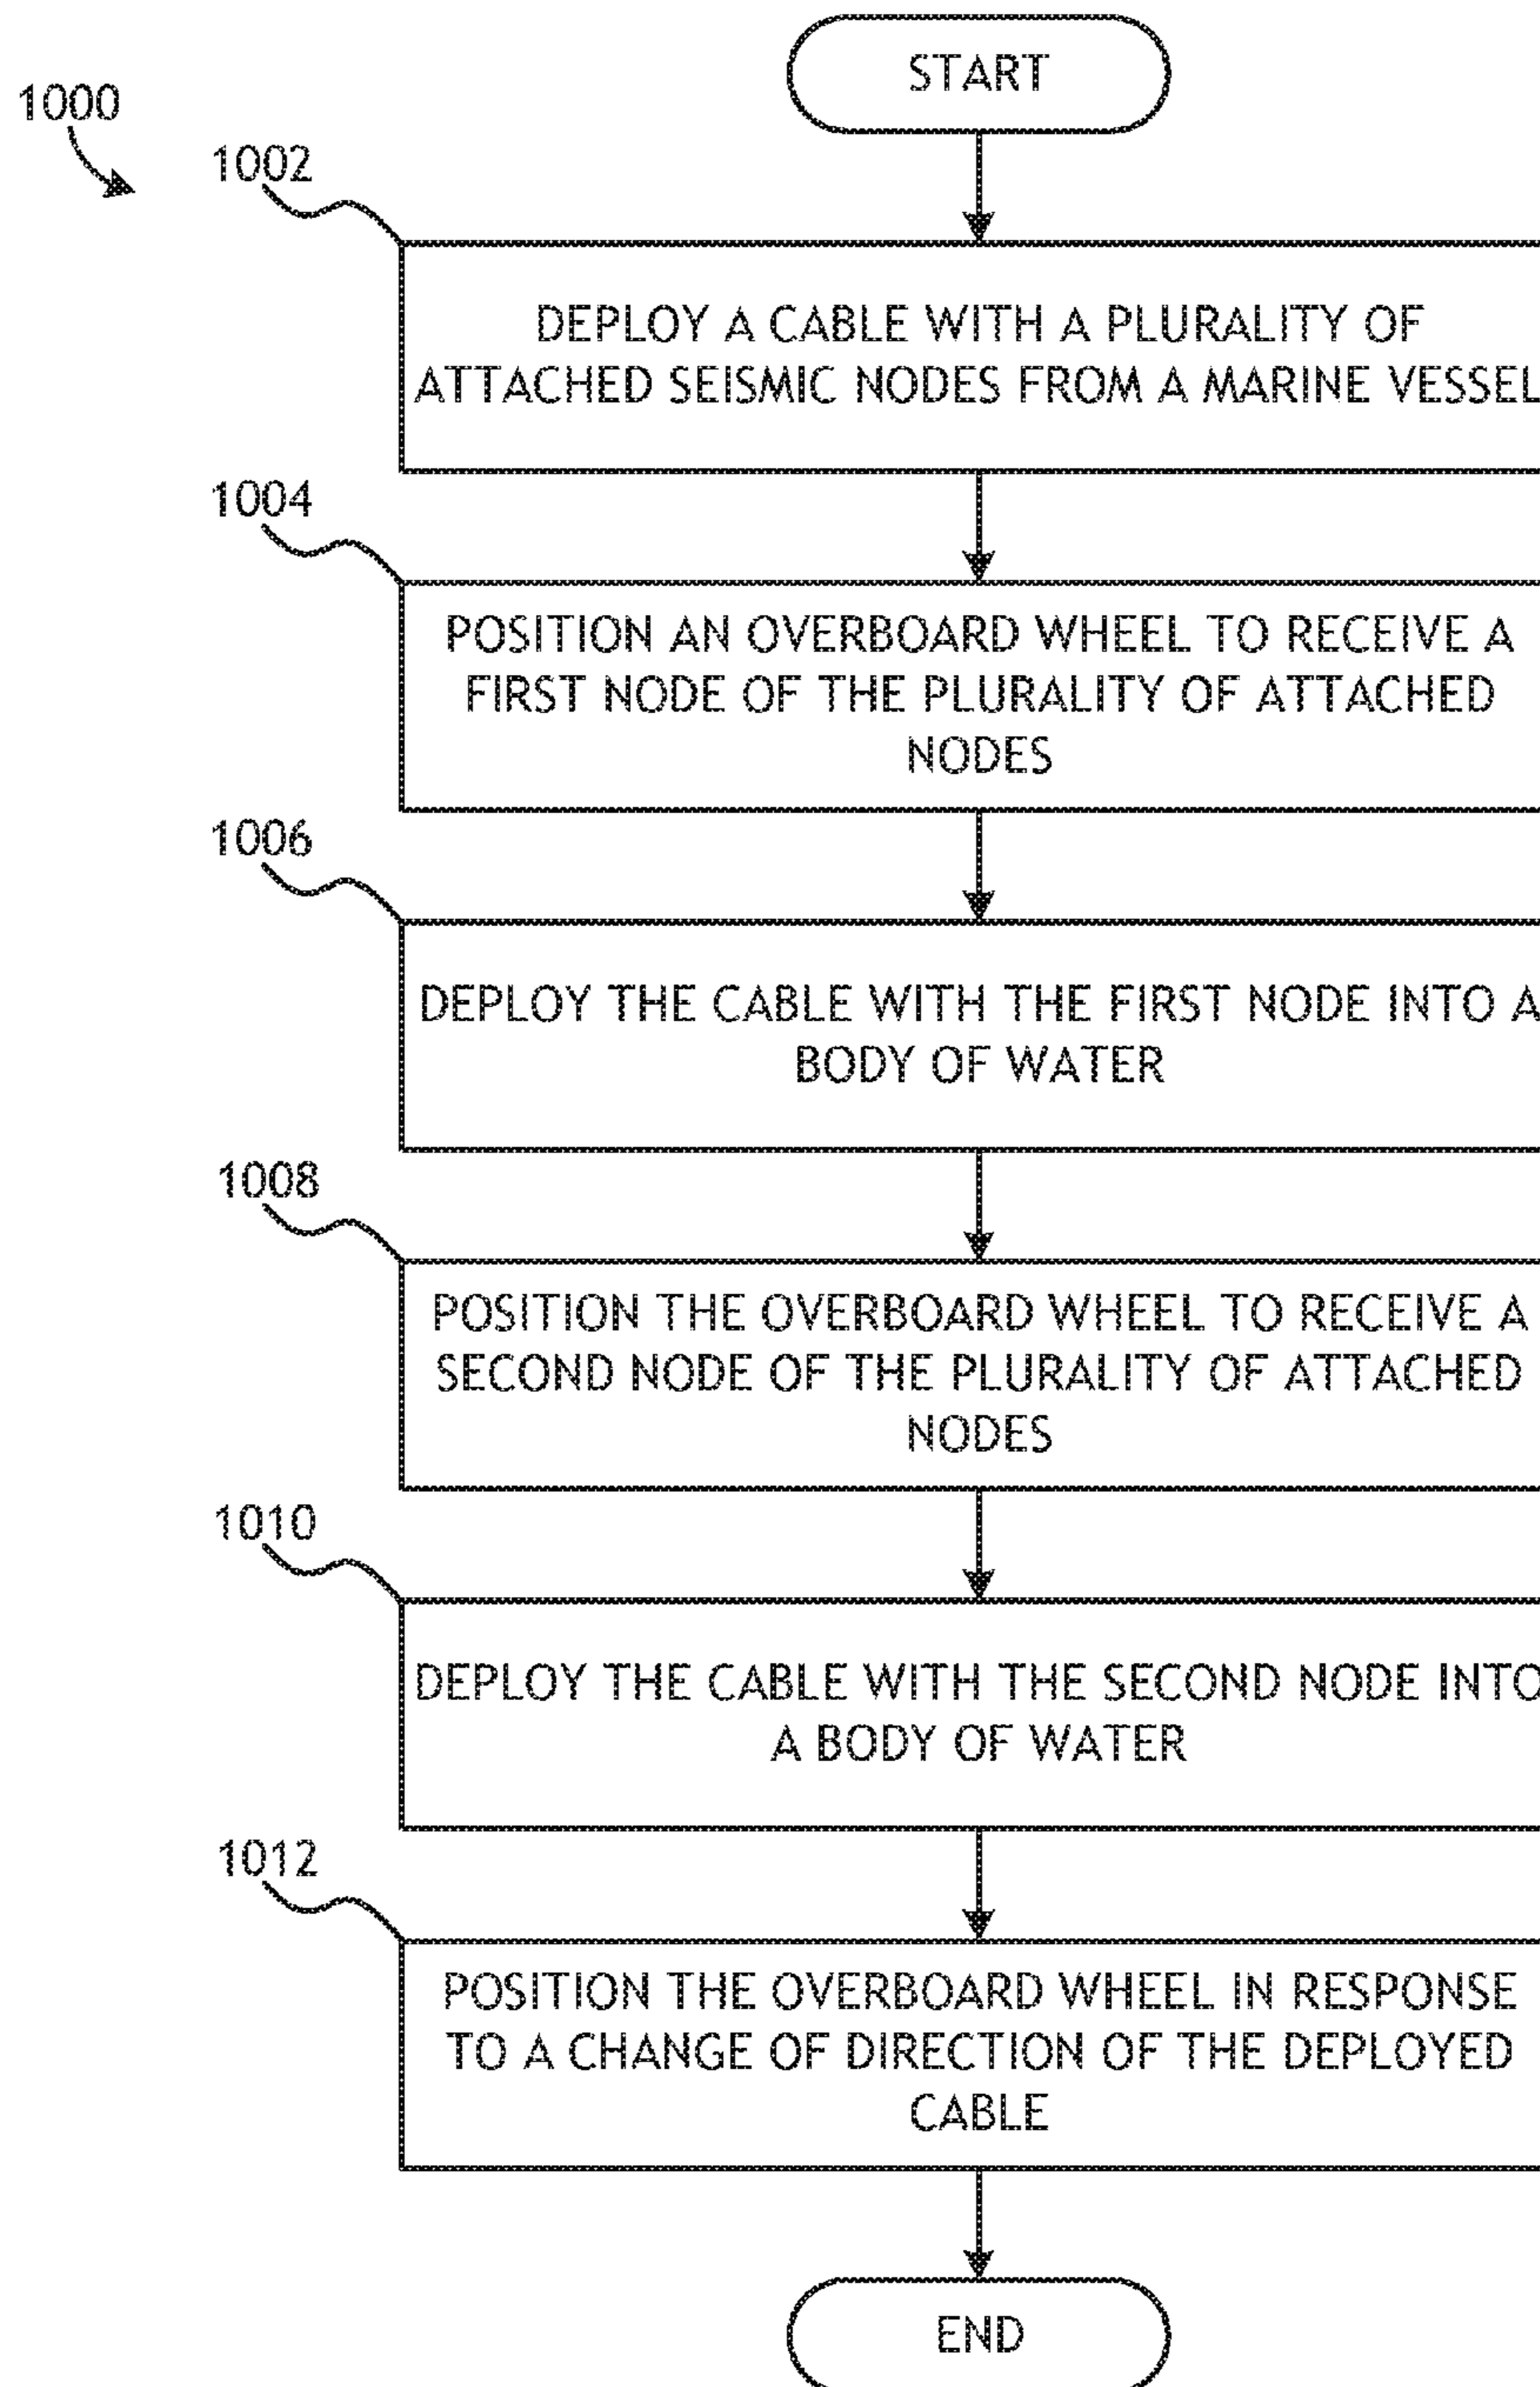 START
1000
1002
DEPLOY A CABLE WITH A PLURALITY OF
ATTACHED SEISMIC NODES FROM A MARINE VESSEL
1004
POSITION AN OVERBOARD WHEEL TO RECEIVE A
FIRST NODE OF THE PLURALITY OF ATTACHED
NODES
1006
DEPLOY THE CABLE WITH THE FIRST NODE INTO A
BODY OF WATER
1008
POSITION THE OVERBOARD WHEEL TO RECEIVE A
SECOND NODE OF THE PLURALITY OF ATTACHED
NODES
1010
DEPLOY THE CABLE WITH THE SECOND NODE INTO
A BODY OF WATER
1012
POSITION THE OVERBOARD WHEEL IN RESPONSE
TO A CHANGE OF DIRECTION OF THE DEPLOYED
CABLE
END